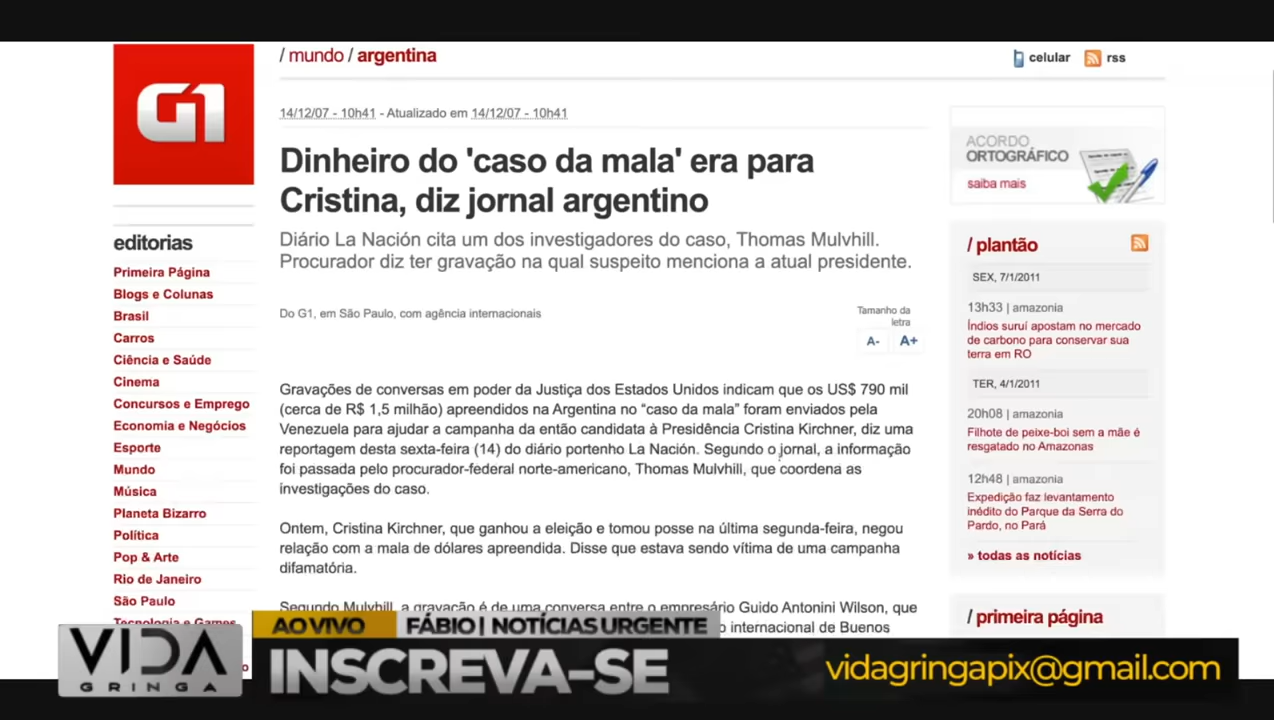 G1
/ mundo / argentina
celular
rss
14/12/07 - 10h41 - Atualizado em 14/12/07 - 10h41
Dinheiro do 'caso da mala' era para
Cristina, diz jornal argentino
Diário La Nación cita um dos investigadores do caso, Thomas Mulvhill.
Procurador diz ter gravação na qual suspeito menciona a atual presidente.
Do G1, em São Paulo, com agência internacionais
Tamanho da
letra
A- A+
Gravações de conversas em poder da Justiça dos Estados Unidos indicam que os US$ 790 mil
(cerca de R$ 1,5 milhão) apreendidos na Argentina no “caso da mala” foram enviados pela
Venezuela para ajudar a campanha da então candidata à Presidência Cristina Kirchner, diz uma
reportagem desta sexta-feira (14) do diário portenho La Nación. Segundo o jornal, a informação
foi passada pelo procurador-federal norte-americano, Thomas Mulvhill, que coordena as
investigações do caso.
Ontem, Cristina Kirchner, que ganhou a eleição e tomou posse na última segunda-feira, negou
relação com a mala de dólares apreendida. Disse que estava sendo vítima de uma campanha
difamatória.
Segundo Mulvhill, a gravação é de uma conversa entre o empresário Guido Antonini Wilson, que
o internacional de Buenos
editorias
Primeira Página
Blogs e Colunas
Brasil
Carros
Ciência e Saúde
Cinema
Concursos e Emprego
Economia e Negócios
Esporte
Mundo
Música
Planeta Bizarro
Política
Pop & Arte
Rio de Janeiro
São Paulo
Tecnologia e Games
ACORDO
ORTOGRÁFICO
saiba mais
/ plantão
SEX, 7/1/2011
13h33 | amazonia
Índios suruí apostam no mercado
de carbono para conservar sua
terra em RO
TER, 4/1/2011
20h08 | amazonia
Filhote de peixe-boi sem a mãe é
resgatado no Amazonas
12h48 | amazonia
Expedição faz levantamento
inédito do Parque da Serra do
Pardo, no Pará
» todas as notícias
/ primeira página
VIDA
GRINGA
AO VIVO
FÁBIO | NOTÍCIAS URGENTE
INSCREVA-SE
vidagringapix@gmail.com